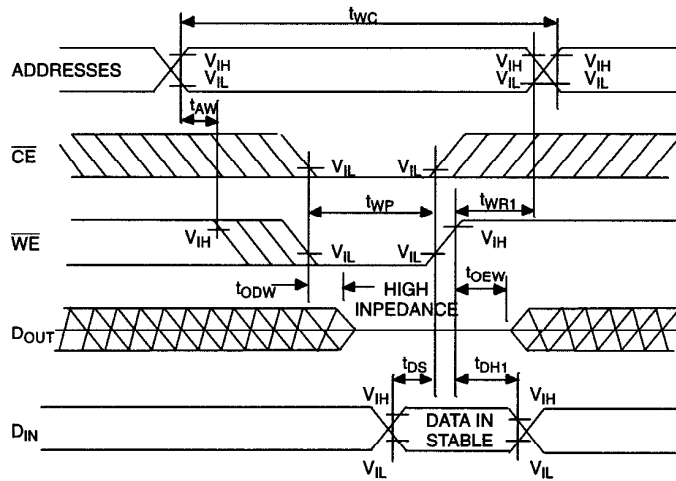 tWC
ADDRESSES
VIH VIH VIH
VIL VIL VIL
tAW
CE
VIL VIL
tWP tWR1
WE
VIH VIL VIL VIH
tODW HIGH tOEW
INPEDANCE
DOUT
tDS tDH1
VIH VIH
DIN DATA IN
STABLE
VIL VIL